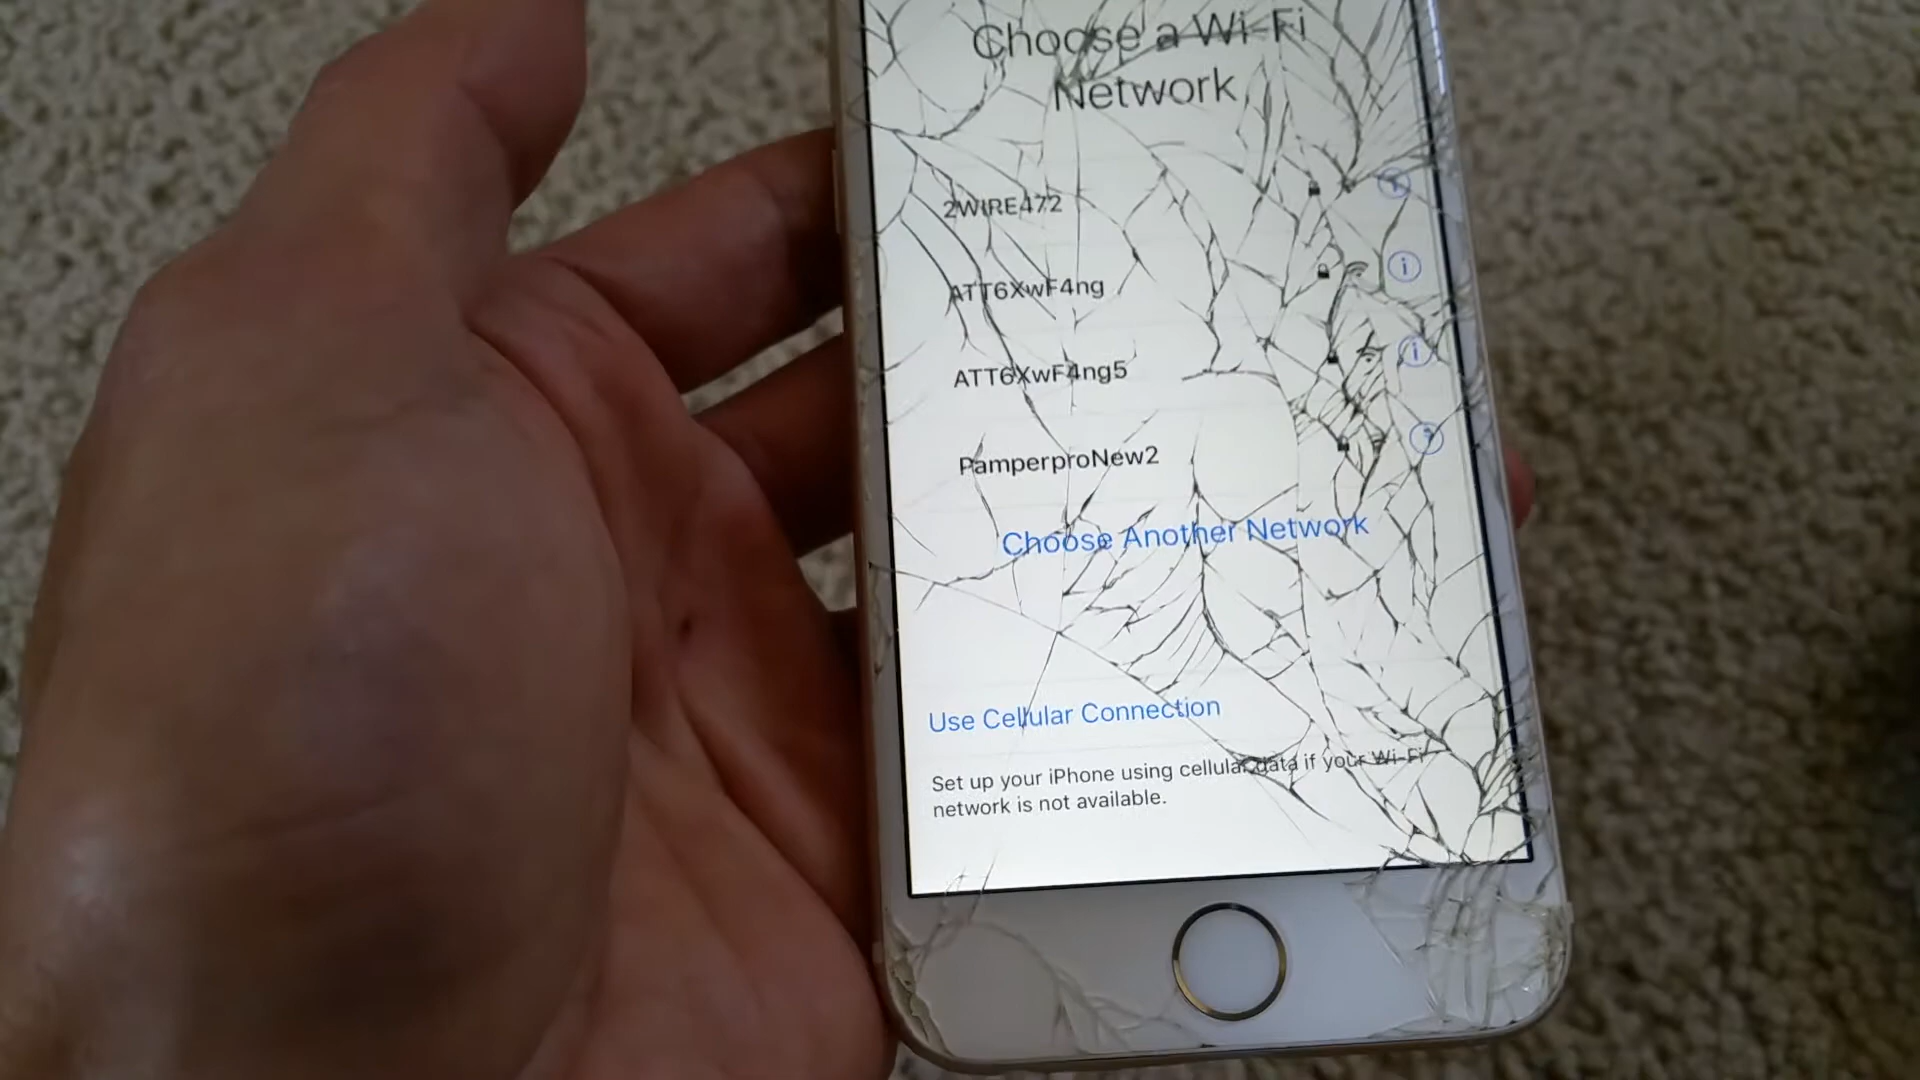 Choose a Wi-Fi
Network
2WIRE472
ATT6XwF4ng
ATT6XwF4ng5
PamperproNew2
Choose Another Network
Use Cellular Connection
Set up your iPhone using cellular data if your Wi-Fi
network is not available.